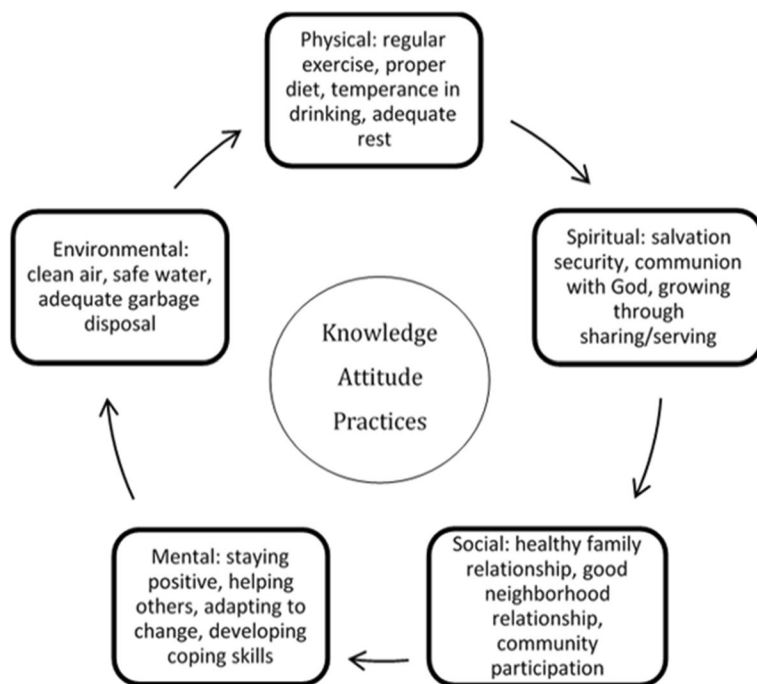 Physical: regular
exercise, proper
diet, temperance in
drinking, adequate
rest
Spiritual: salvation
security, communion
with God, growing
through
sharing/serving
Social: healthy family
relationship, good
neighborhood
relationship,
community
participation
Mental: staying
positive, helping
others, adapting to
change, developing
coping skills
Environmental:
clean air, safe water,
adequate garbage
disposal
Knowledge
Attitude
Practices